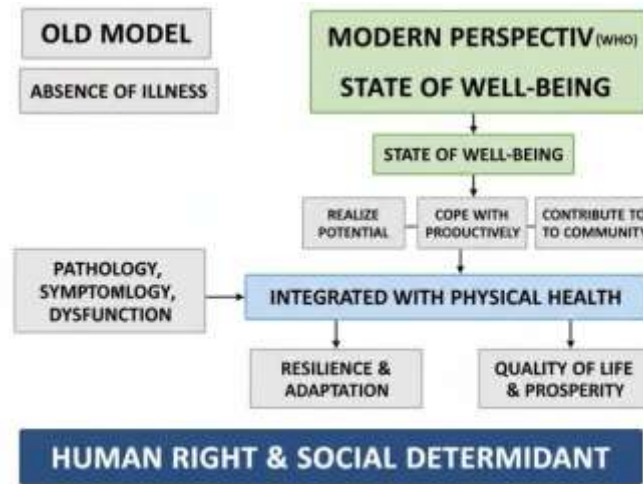 OLD MODEL
ABSENCE OF ILLNESS
MODERN PERSPECTIV (WHO)
STATE OF WELL-BEING
STATE OF WELL-BEING
REALIZE
POTENTIAL
COPE WITH
PRODUCTIVELY
CONTRIBUTE TO
TO COMMUNITY
PATHOLOGY,
SYMPTOMLOGY,
DYSFUNCTION
INTEGRATED WITH PHYSICAL HEALTH
RESILIENCE &
ADAPTATION
QUALITY OF LIFE
& PROSPERITY
HUMAN RIGHT & SOCIAL DETERMIDANT